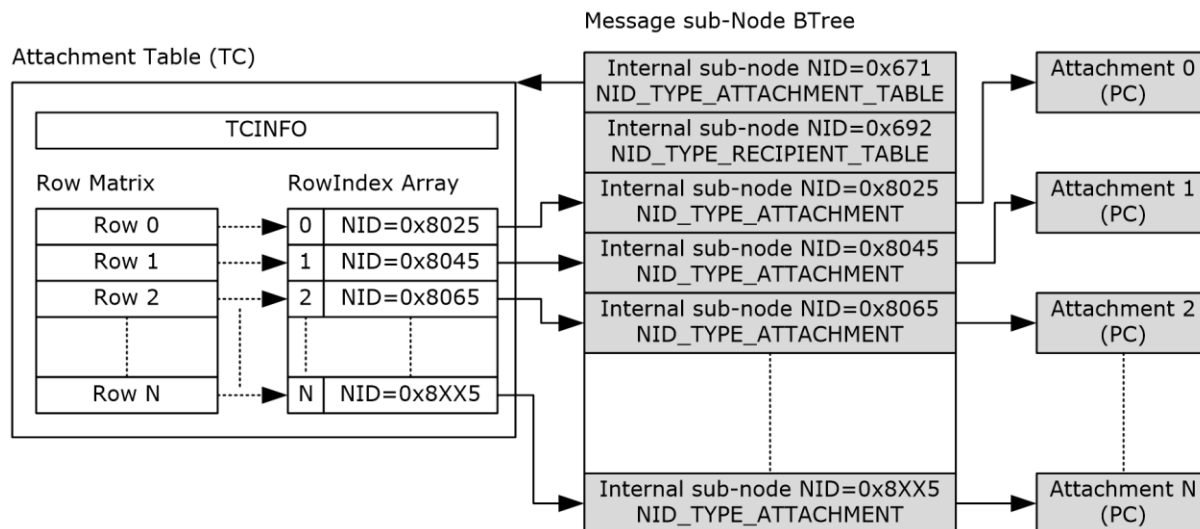 Message sub-Node BTree
Attachment Table (TC)
TCINFO
Row Matrix
RowIndex Array
Row 0
0
NID=0x8025
Row 1
1
NID=0x8045
Row 2
2
NID=0x8065
Row N
N
NID=0x8XX5
Internal sub-node NID=0x671
NID_TYPE_ATTACHMENT_TABLE
Internal sub-node NID=0x692
NID_TYPE_RECIPIENT_TABLE
Internal sub-node NID=0x8025
NID_TYPE_ATTACHMENT
Internal sub-node NID=0x8045
NID_TYPE_ATTACHMENT
Internal sub-node NID=0x8065
NID_TYPE_ATTACHMENT
Internal sub-node NID=0x8XX5
NID_TYPE_ATTACHMENT
Attachment 0
(PC)
Attachment 1
(PC)
Attachment 2
(PC)
Attachment N
(PC)